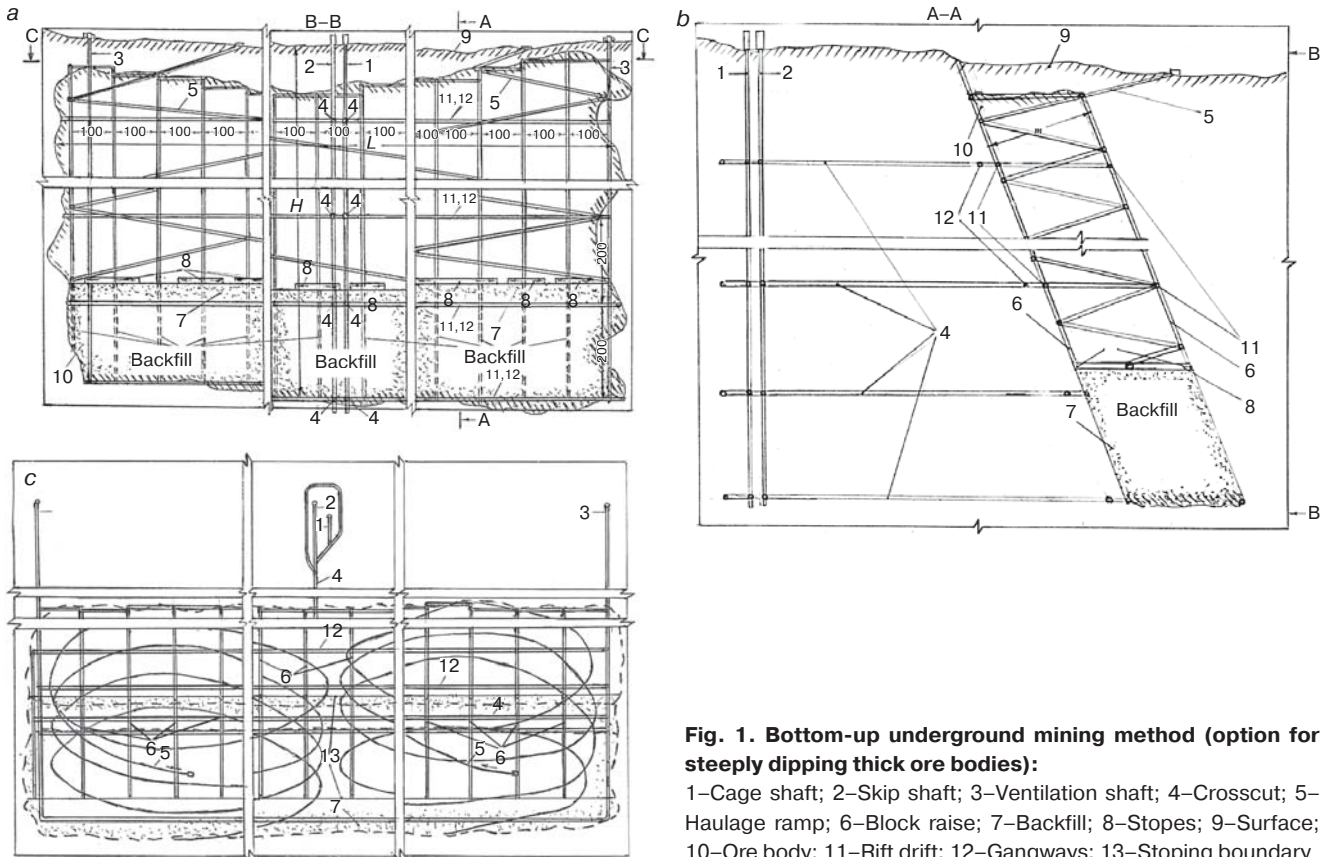 a
B–B
A
C
C
3
2
1
9
3
5
4
4
11,12
5
100 100 100 100 100 100 100 100 100 100 100
L
H
4
4
11,12
200
8
8
8
8
8
8
7
4
4
11,12
7
200
Backfill
Backfill
Backfill
10
11,12
4
4
A
b
A–A
B
9
1
2
5
10
m
12
11
6
4
11
6
8
7
Backfill
B
c
2
1
3
4
12
6
12
4
6
5
13
5
6
7
Fig. 1. Bottom-up underground mining method (option for
steeply dipping thick ore bodies):
1–Cage shaft; 2–Skip shaft; 3–Ventilation shaft; 4–Crosscut; 5–
Haulage ramp; 6–Block raise; 7–Backfill; 8–Stopes; 9–Surface;
10–Ore body; 11–Rift drift; 12–Gangways; 13–Stoping boundary